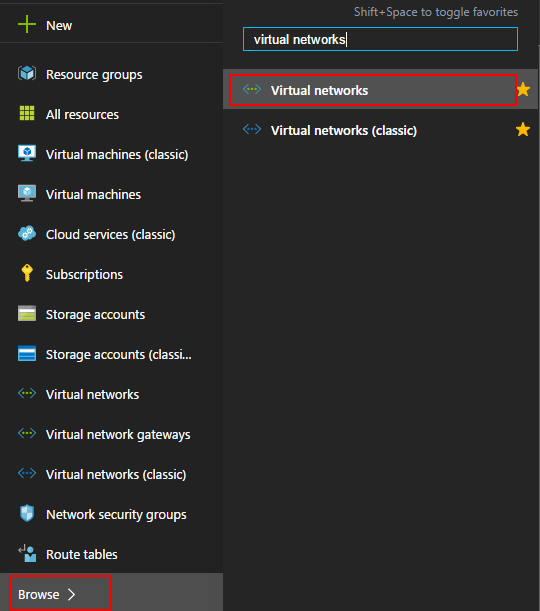 New
Resource groups
All resources
Virtual machines (classic)
Virtual machines
Cloud services (classic)
Subscriptions
Storage accounts
Storage accounts (classi...
Virtual networks
Virtual network gateways
Virtual networks (classic)
Network security groups
Route tables
Browse
Shift+Space to toggle favorites
virtual networks
Virtual networks
Virtual networks (classic)